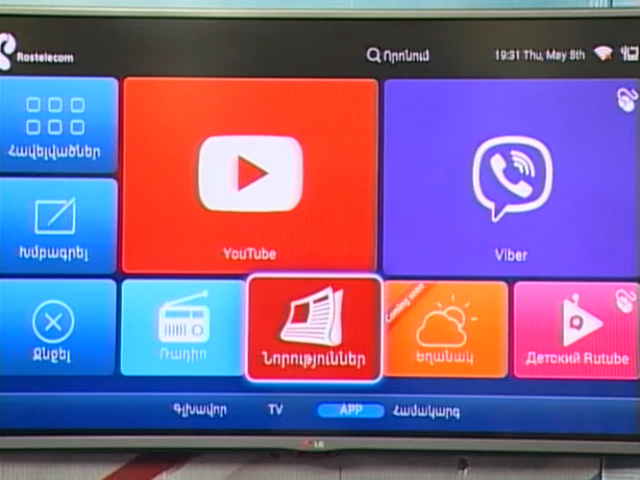 Rostelecom
Որոնում
19:31 Thu, May 8th
Հավելվածներ
YouTube
Viber
Խմբագրել
Ջնջել
Ռադիո
Նորություններ
Coming soon
Եղանակ
Детский Rutube
Գլխավոր
TV
APP
Համակարգ
LG